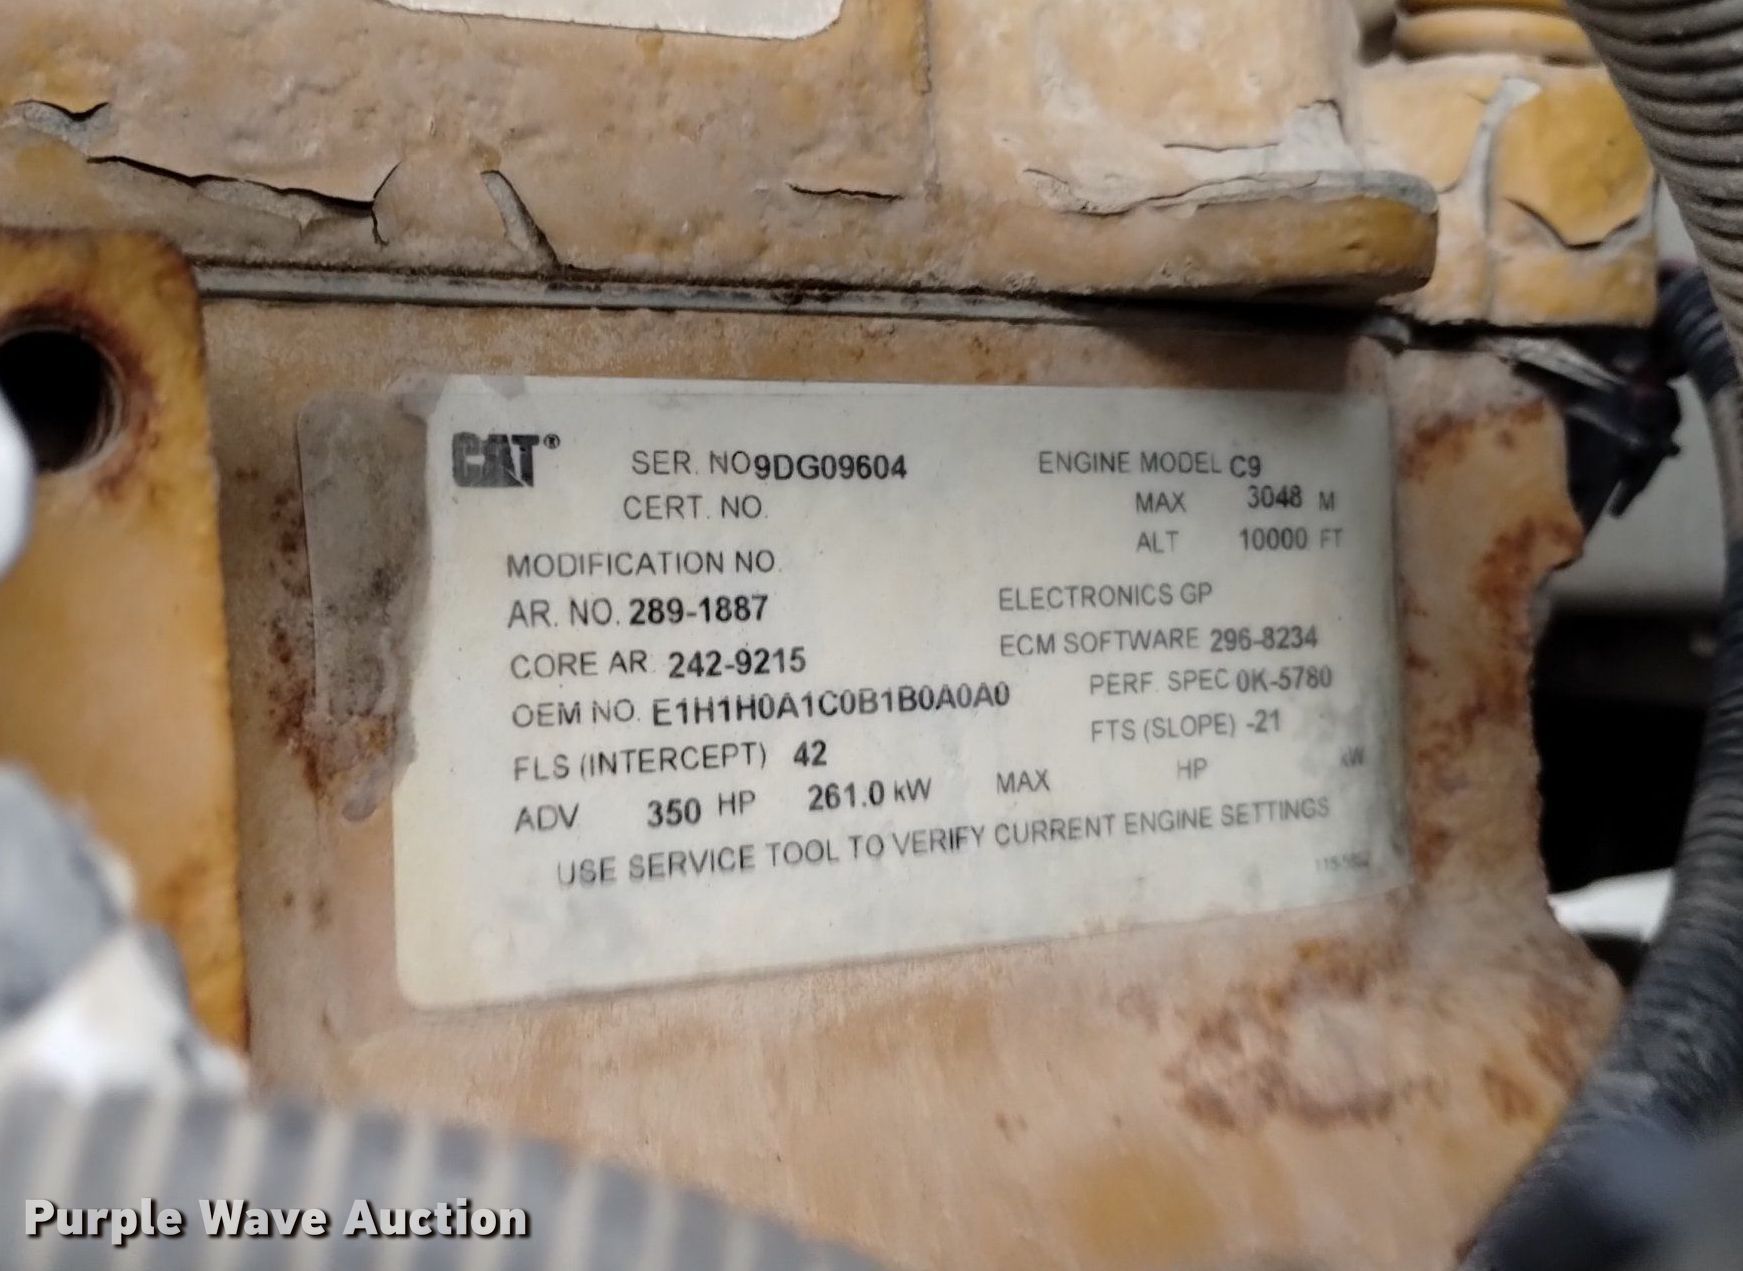 CAT®
SER. NO 9DG09604
CERT. NO.
MODIFICATION NO.
AR. NO. 289-1887
CORE AR. 242-9215
OEM NO. E1H1H0A1C0B1B0A0A0
FLS (INTERCEPT) 42
ADV 350 HP 261.0 kW MAX HP kW
ENGINE MODEL C9
MAX 3048 M
ALT 10000 FT
ELECTRONICS GP
ECM SOFTWARE 296-8234
PERF. SPEC 0K-5780
FTS (SLOPE) -21
USE SERVICE TOOL TO VERIFY CURRENT ENGINE SETTINGS
Purple Wave Auction